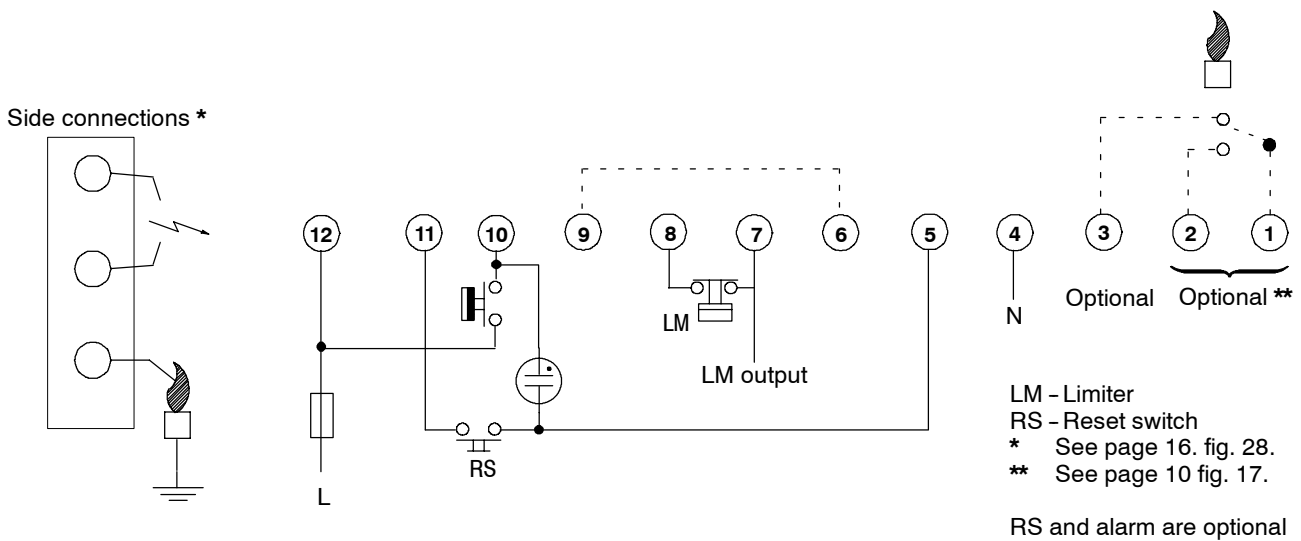 Side connections *
12 11 10 9 8 7 6 5 4 3 2 1
LM
LM output
RS
L
N
Optional
Optional **
LM – Limiter
RS – Reset switch
* See page 16. fig. 28.
** See page 10 fig. 17.
RS and alarm are optional